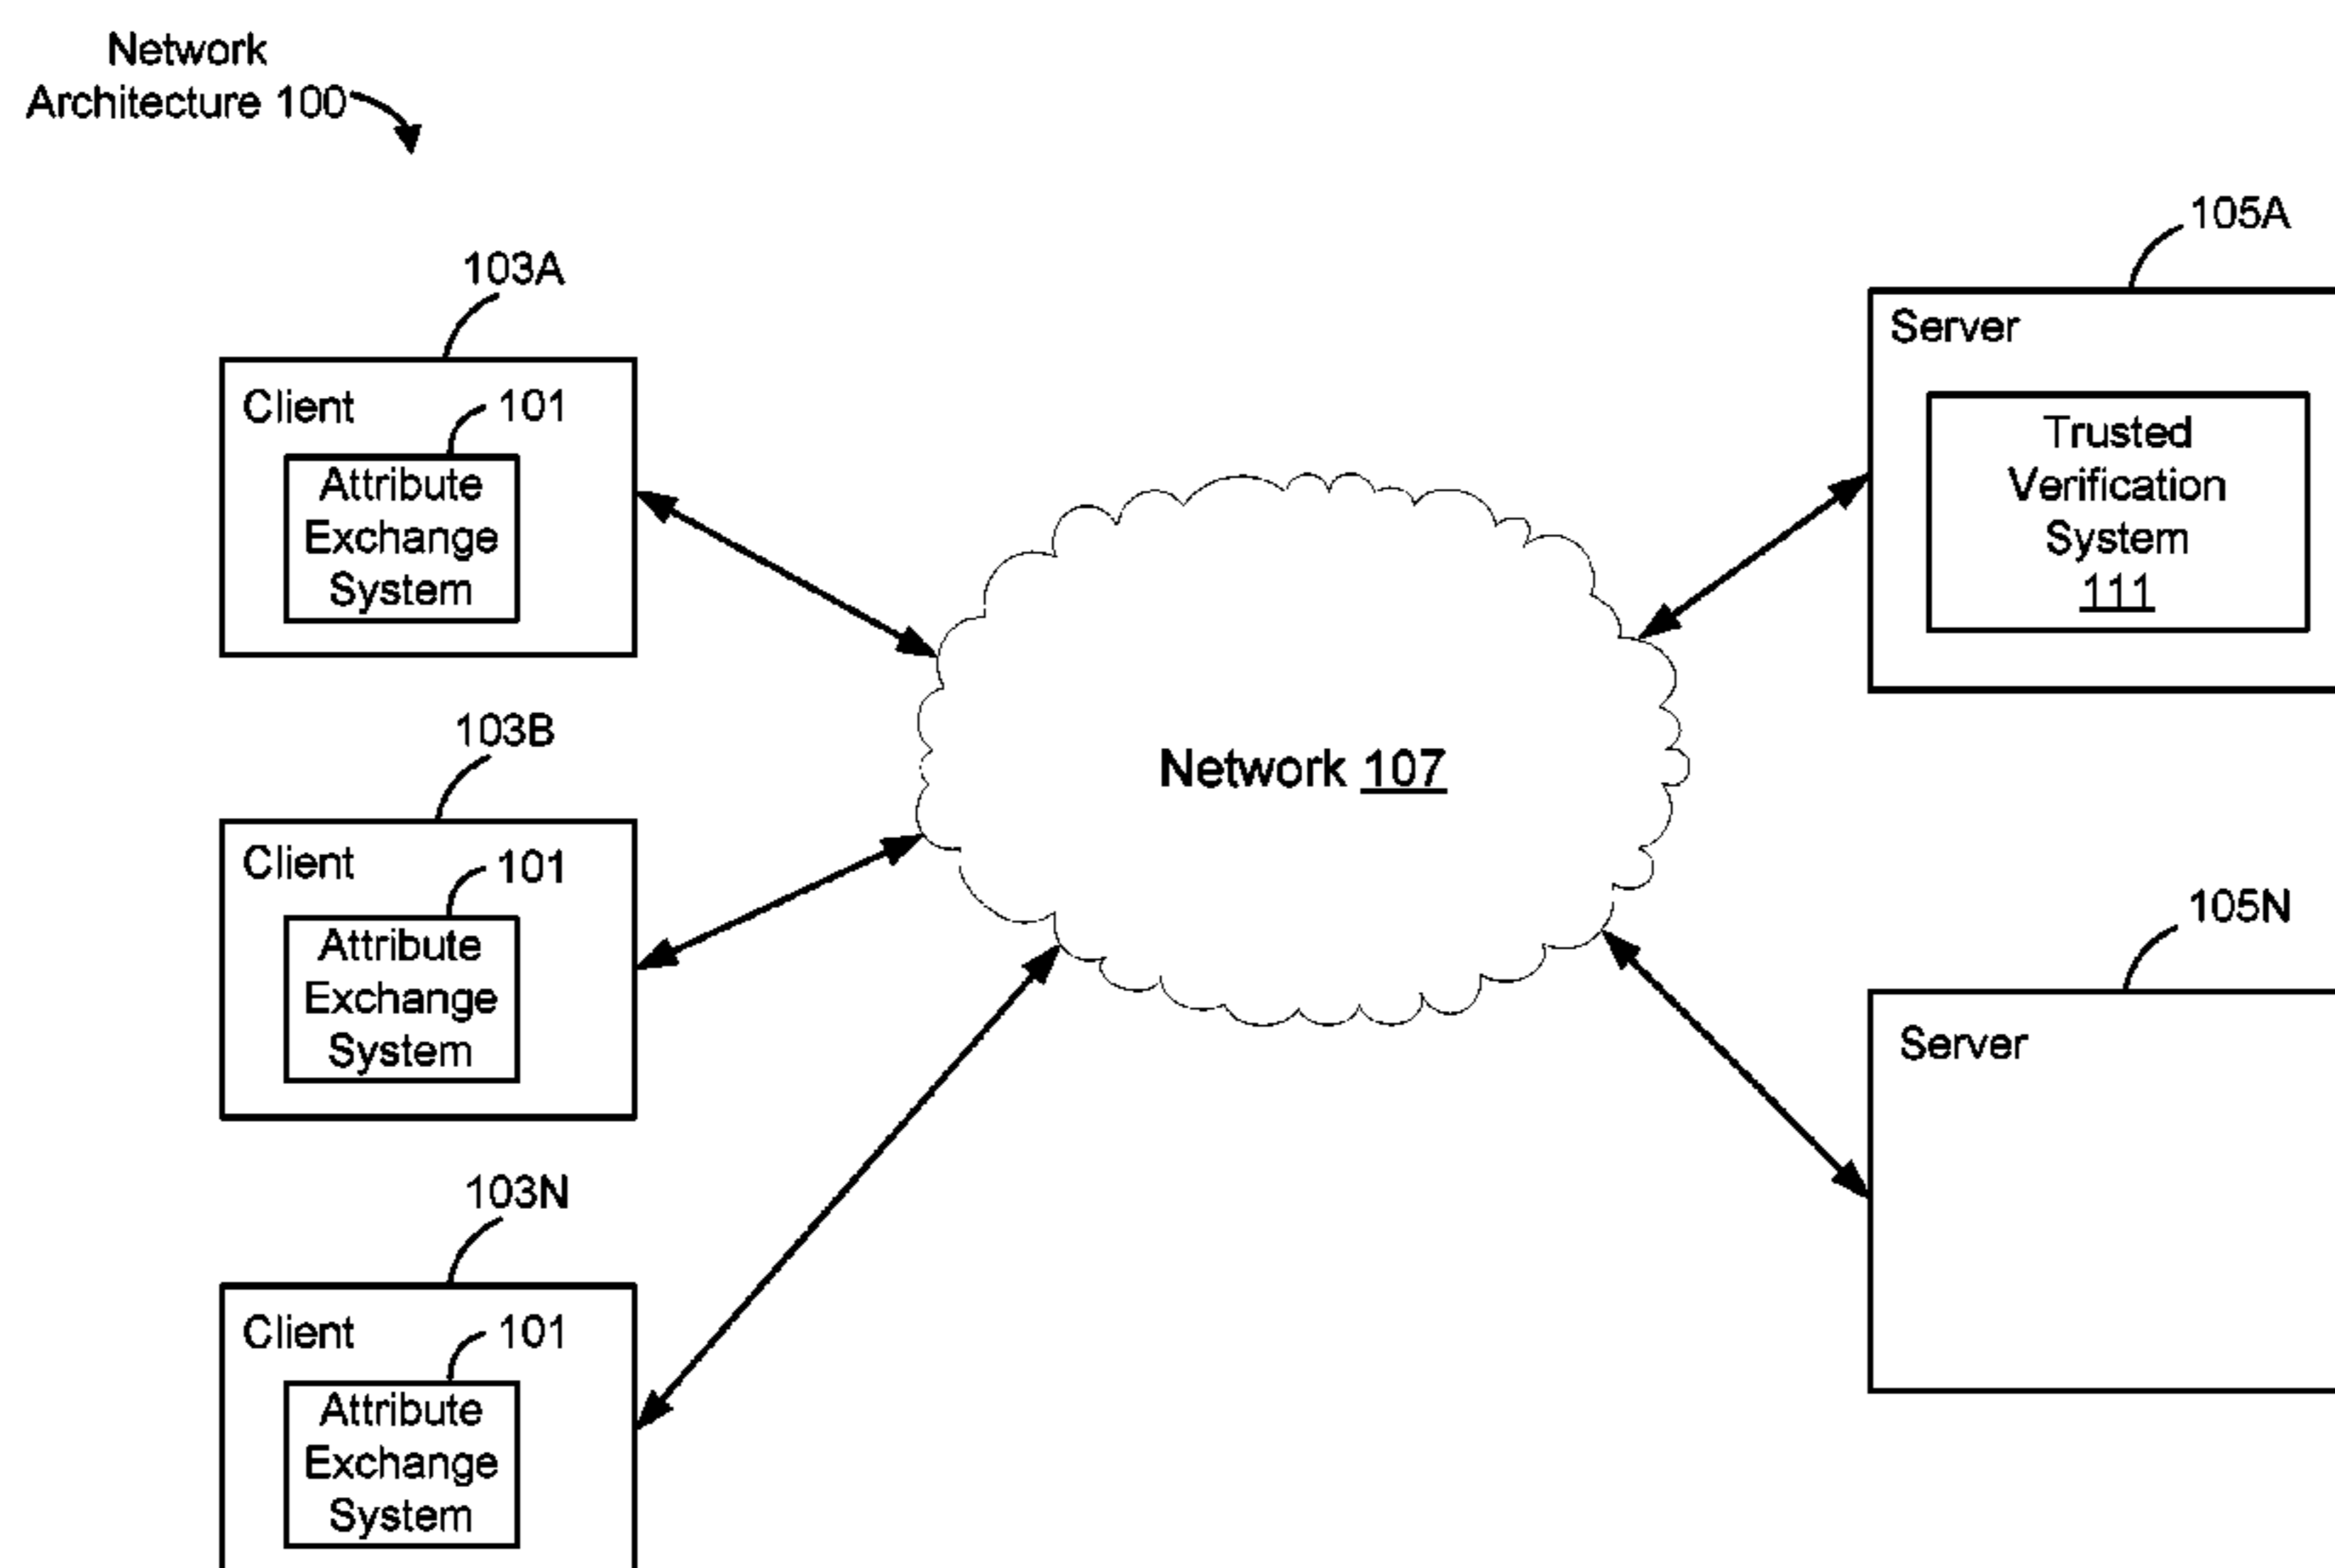 Network
Architecture 100
105A
Server
Trusted
Verification
System
111
103A
Client
101
Attribute
Exchange
System
103B
Client
101
Attribute
Exchange
System
Network 107
105N
Server
103N
Client
101
Attribute
Exchange
System